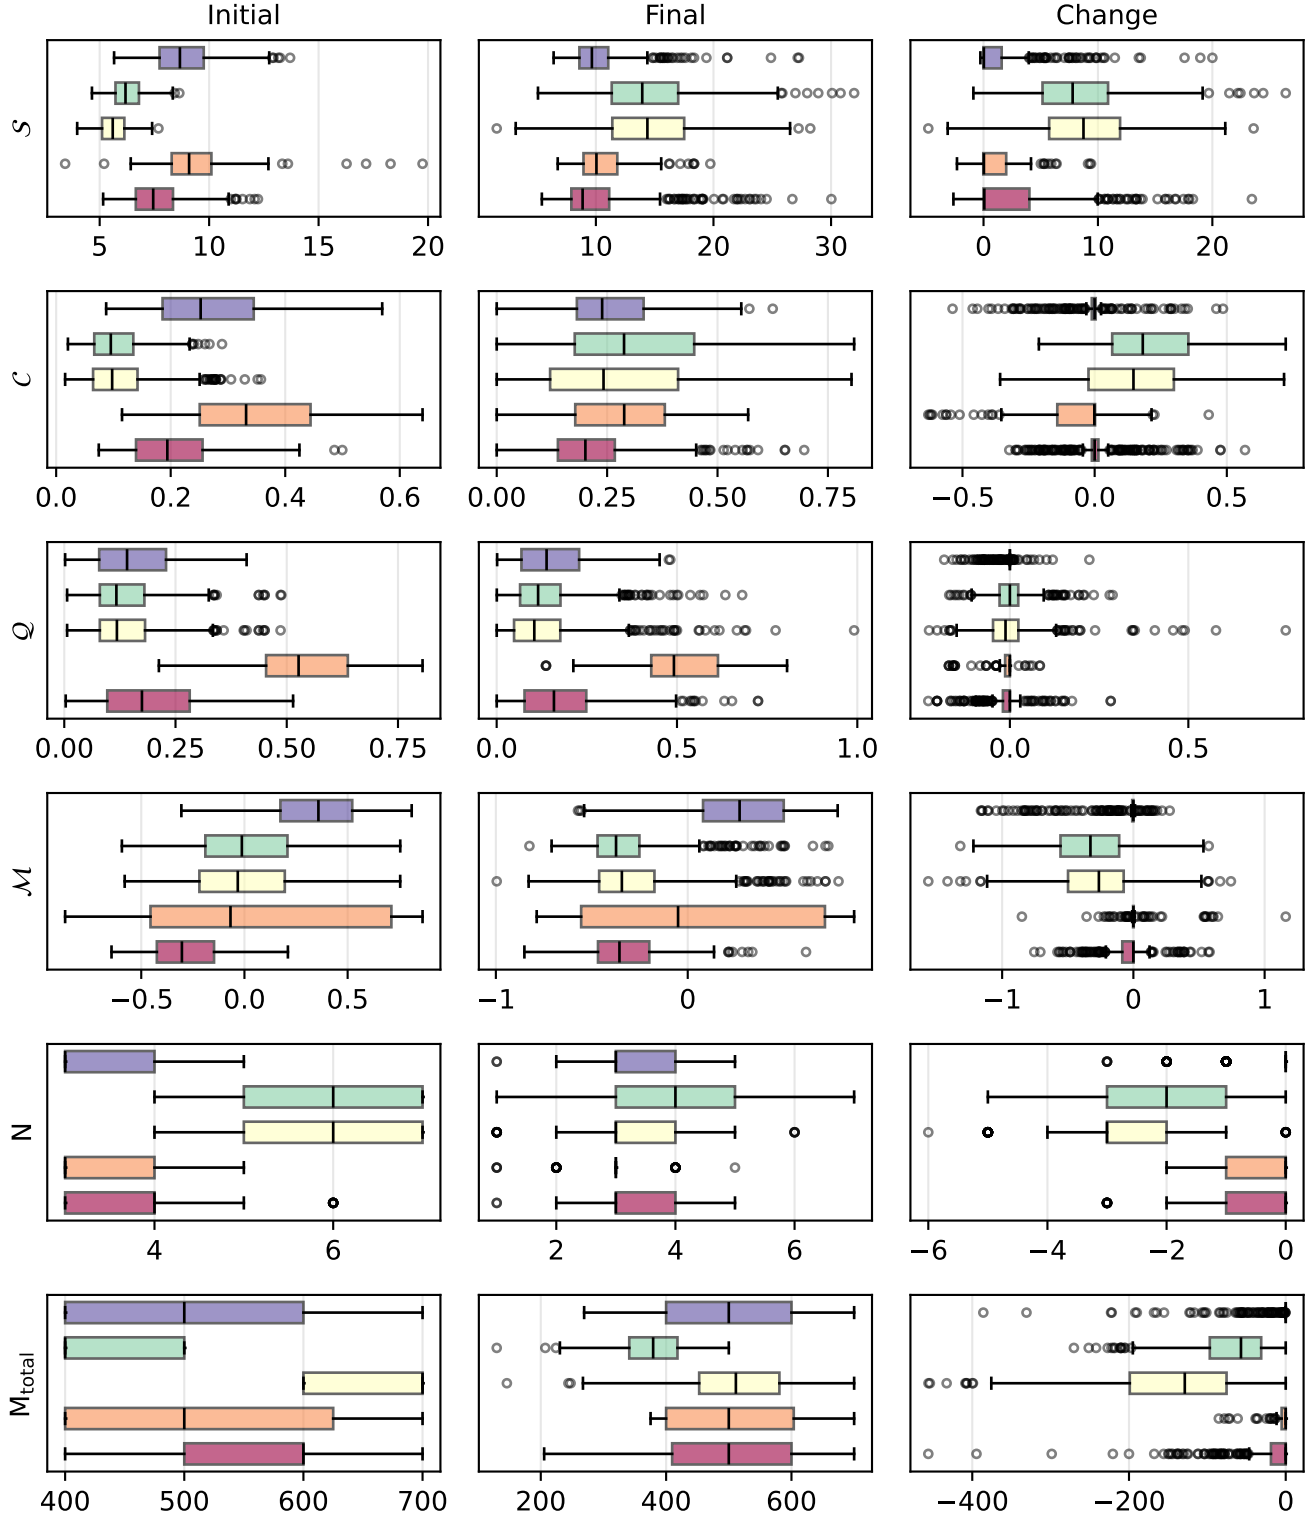 Initial Final Change
𝒮
5 10 15 20 10 20 30 0 10 20
𝒞
0.0 0.2 0.4 0.6 0.00 0.25 0.50 0.75 −0.5 0.0 0.5
𝒬
0.00 0.25 0.50 0.75 0.0 0.5 1.0 0.0 0.5
ℳ
−0.5 0.0 0.5 −1 0 −1 0 1
N
4 6 2 4 6 −6 −4 −2 0
M_total
400 500 600 700 200 400 600 −400 −200 0